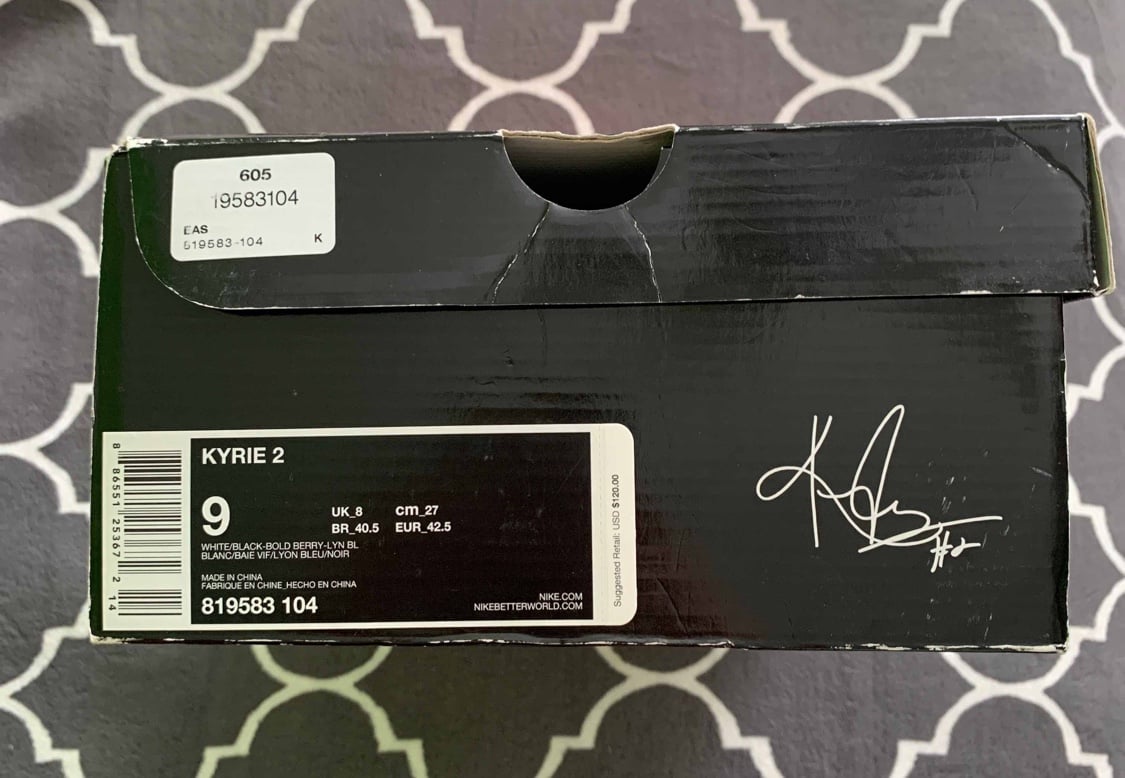 605
19583104
EAS
819583-104 K
KYRIE 2
9
UK_8 cm_27
BR_40.5 EUR_42.5
WHITE/BLACK-BOLD BERRY-LYN BL
BLANC/BAIE VIF/LYON BLEU/NOIR
MADE IN CHINA
FABRIQUE EN CHINE_HECHO EN CHINA
819583 104
NIKE.COM
NIKEBETTERWORLD.COM
Suggested Retail: USD $120.00
8 86551 25367 2 14
#2